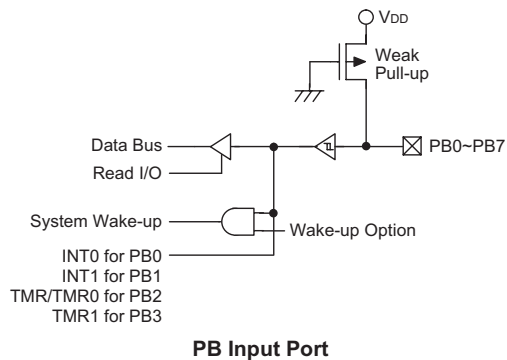 VDD
Weak
Pull-up
Data Bus
PB0~PB7
Read I/O
System Wake-up
Wake-up Option
INT0 for PB0
INT1 for PB1
TMR/TMR0 for PB2
TMR1 for PB3
PB Input Port